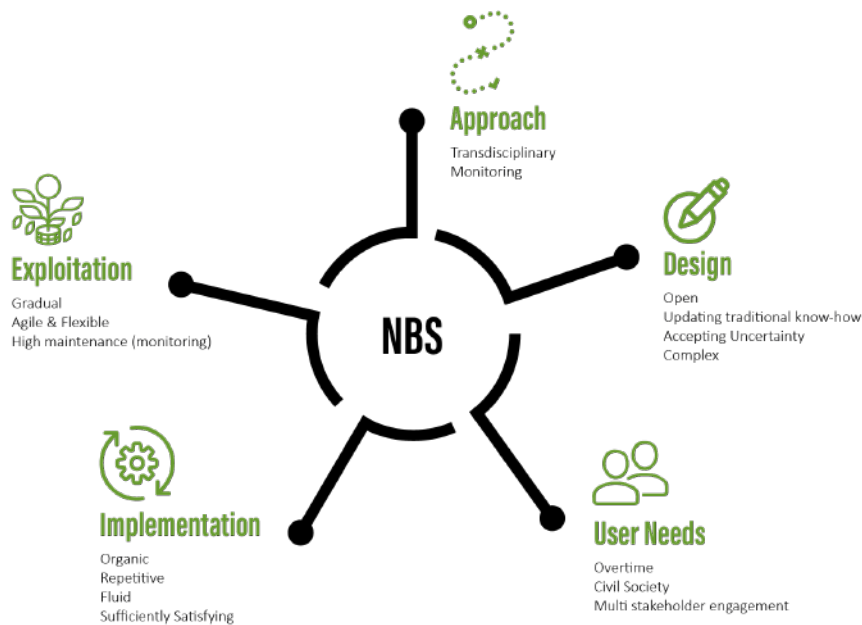 Approach
Transdisciplinary
Monitoring
Exploitation
Gradual
Agile & Flexible
High maintenance (monitoring)
Design
Open
Updating traditional know-how
Accepting Uncertainty
Complex
NBS
Implementation
Organic
Repetitive
Fluid
Sufficiently Satisfying
User Needs
Overtime
Civil Society
Multi stakeholder engagement